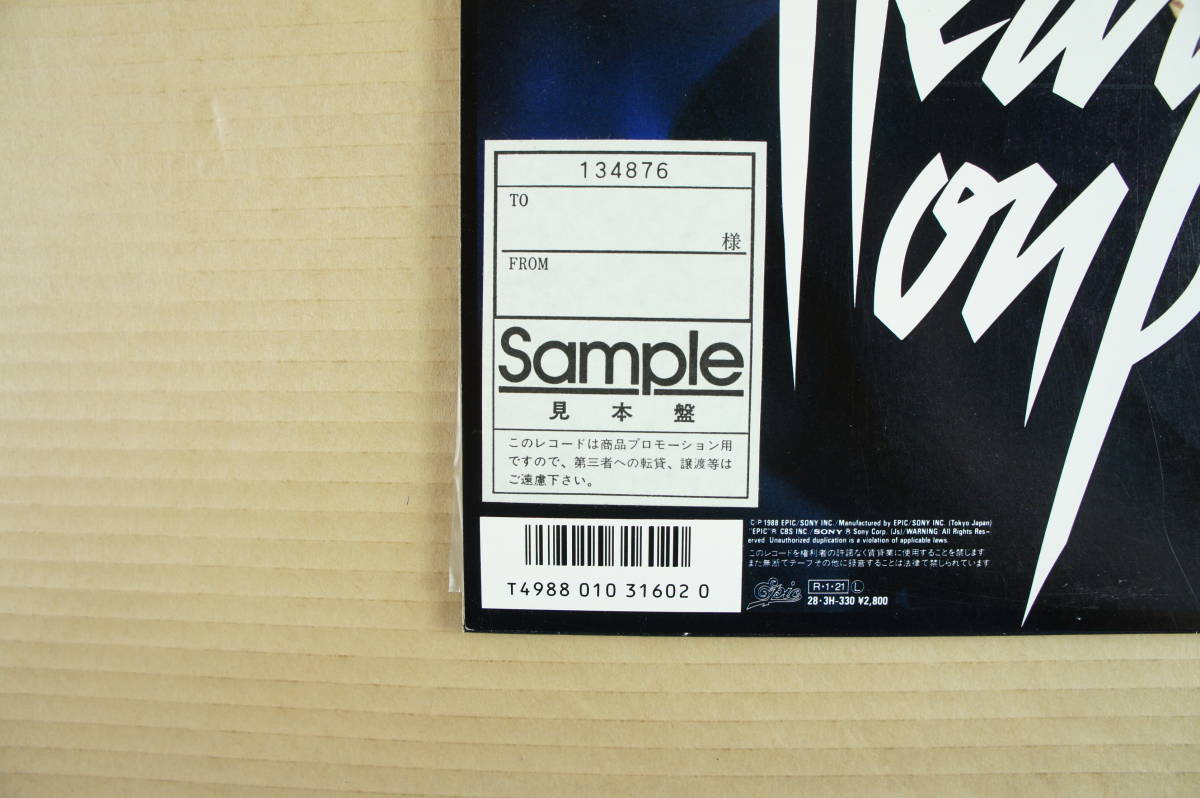 on
134876
TO
様
FROM
Sample
見本盤
このレコードは商品プロモーション用
ですので、第三者への転貸、譲渡等は
ご遠慮下さい。
C P 1988 EPIC/SONY INC./Manufactured by EPIC/SONY INC. (Tokyo Japan)
"EPIC" R CBS INC./SONY R Sony Corp. (Js)/WARNING: All Rights Res-
erved. Unauthorized duplication is a violation of applicable laws.
このレコードを権利者の許諾なく賃貸業に使用することを禁じます
また無断でテープその他に録音することは法律で禁じられています
T4988 010 31602 0
Epic
R・1・21 L
28・3H-330 ¥2,800